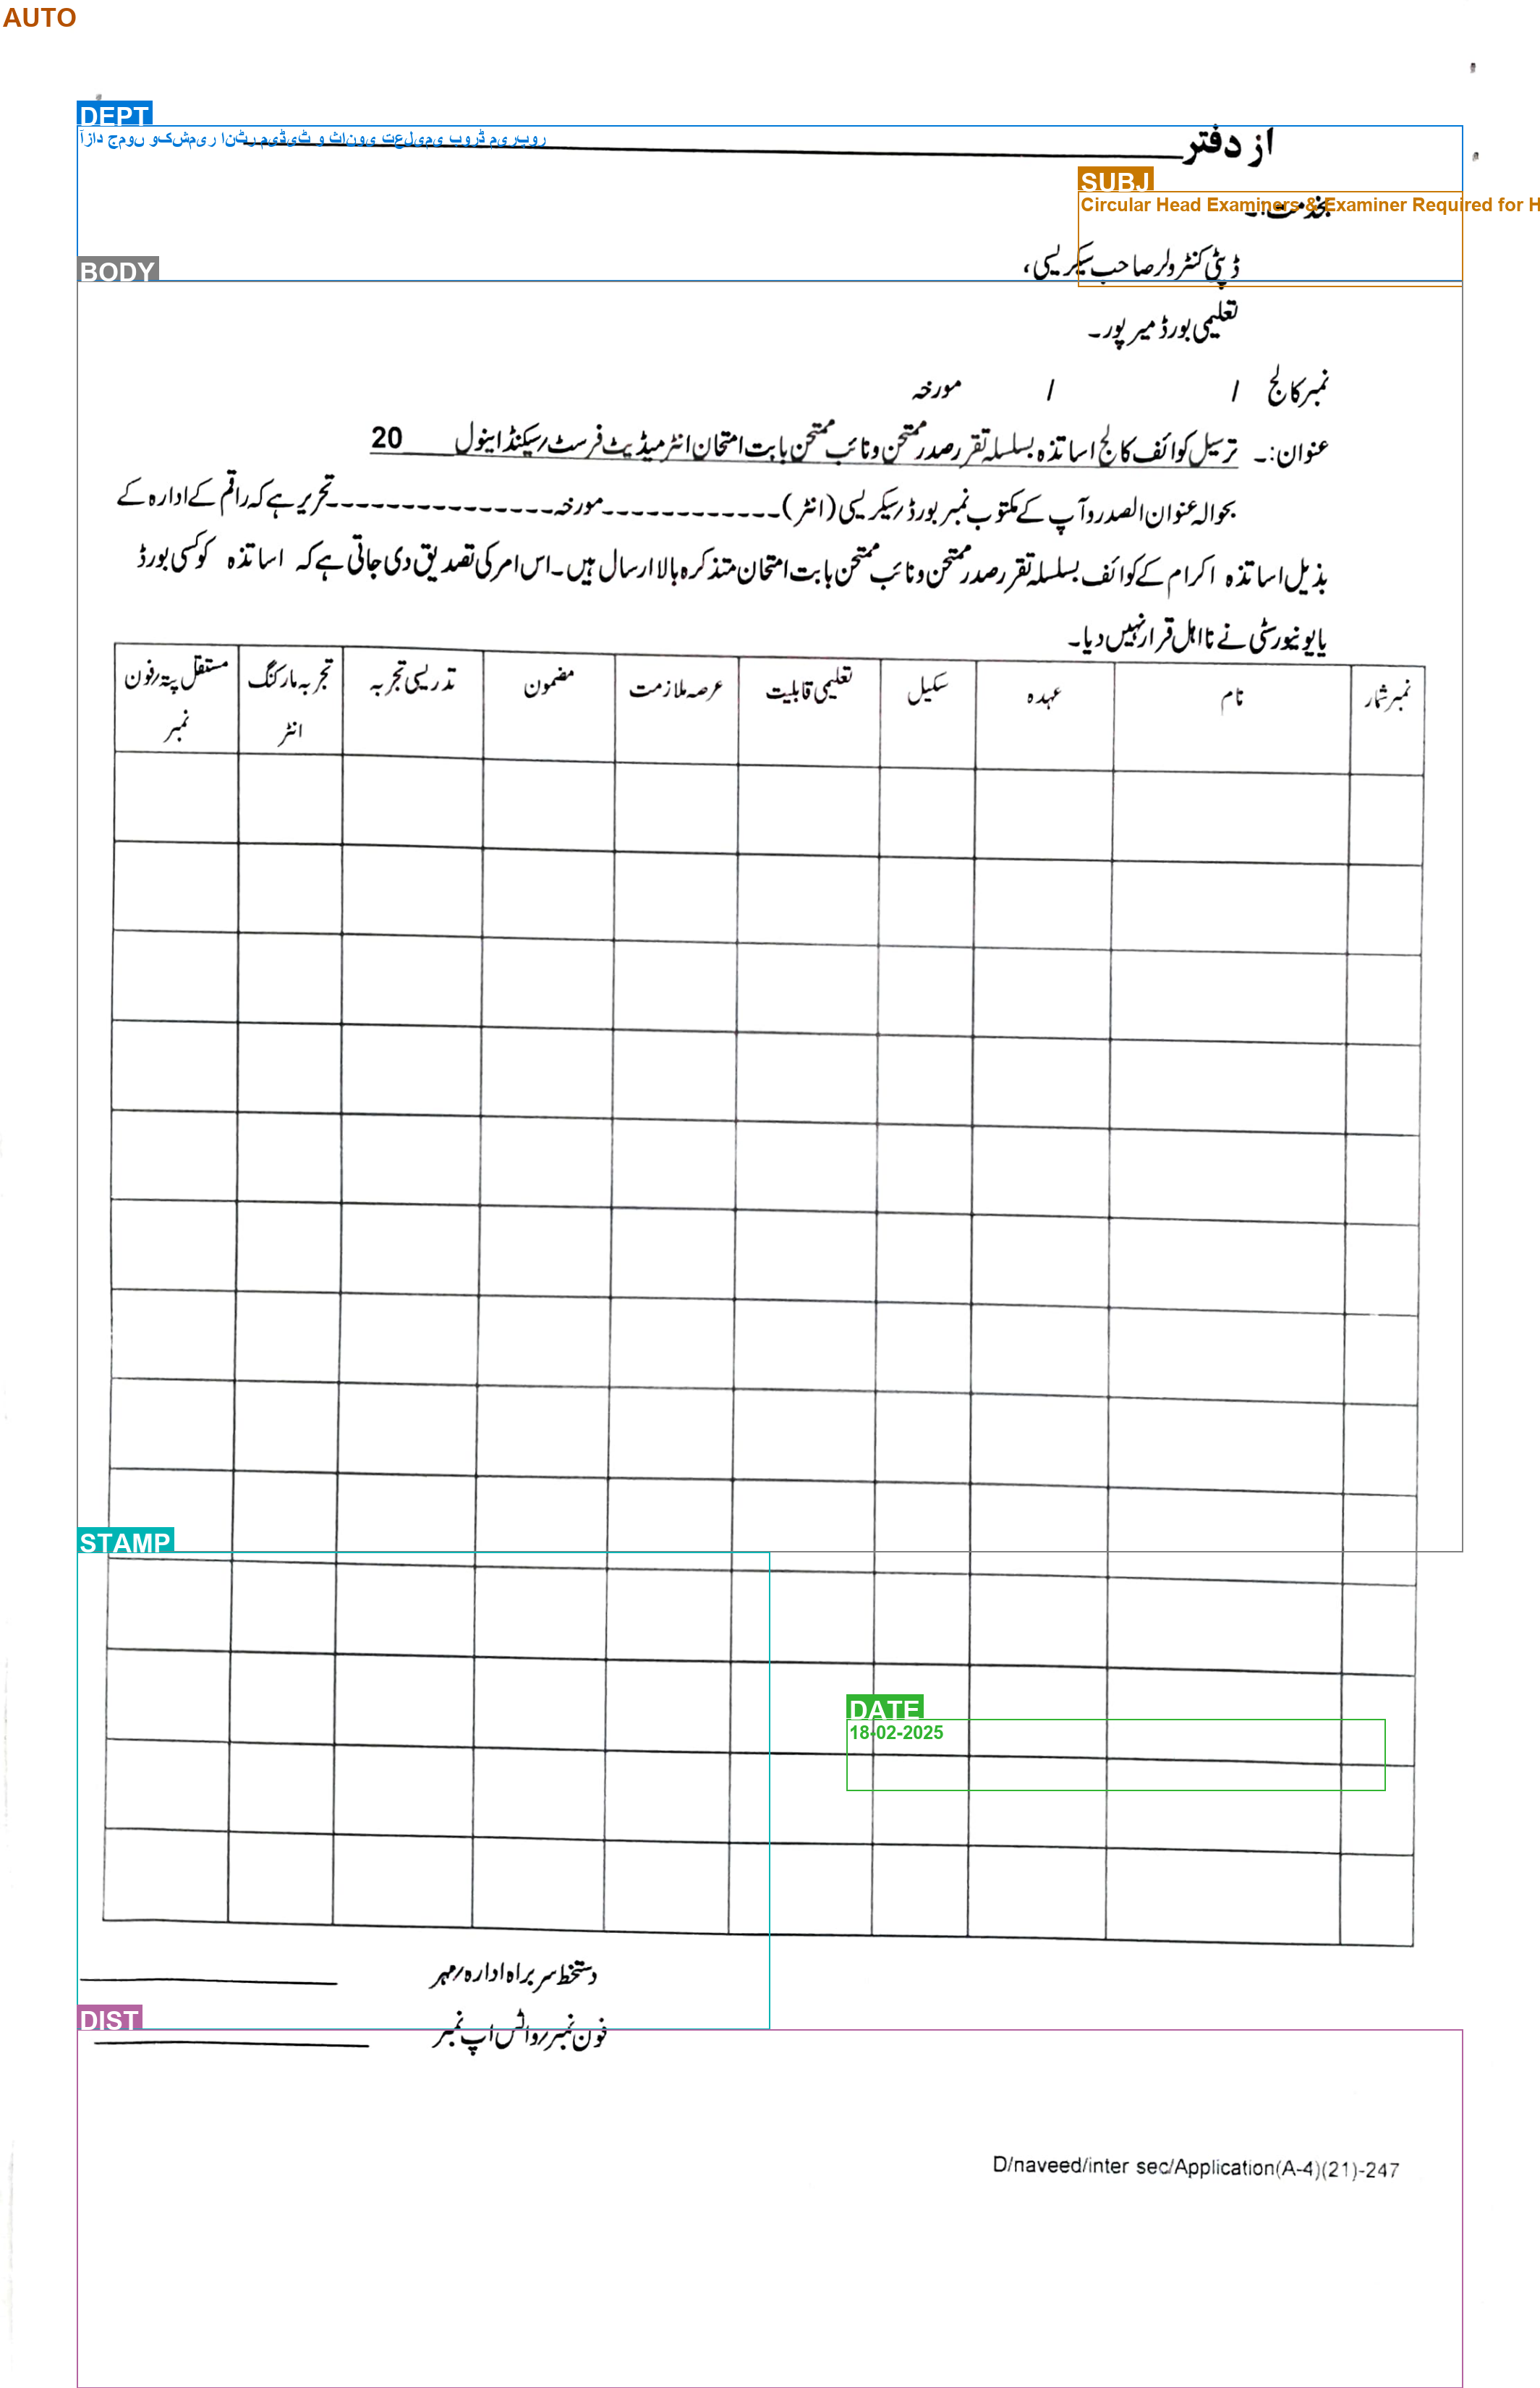 AUTO
DEPT
آزاد جموں وکشمیر انٹرمیڈیٹ و ثانوی تعلیمی بورڈ میرپور
از دفتر
SUBJ
Circular Head Examiners & Examiner Required for H
بخدمت:۔
ڈپٹی کنٹرولر صاحب سیکریسی،
BODY
تعلیمی بورڈ میر پور۔
نمبر کالج / / مورخہ
عنوان:۔ ترسیل کوائف کالج اساتذہ بسلسلہ تقرر صدر ممتحن و نائب ممتحن بابت امتحان انٹرمیڈیٹ فرسٹ/سیکنڈ اینول ____20
بحوالہ عنوان الصدر و آپ کے مکتوب نمبر بورڈ/سیکریسی (انٹر)------------مورخہ---------------تحریر ہے کہ راقم کے ادارہ کے
بذیل اساتذہ اکرام کے کوائف بسلسلہ تقرر صدر ممتحن و نائب ممتحن بابت امتحان متذکرہ بالا ارسال ہیں۔ اس امر کی تصدیق دی جاتی ہے کہ اساتذہ کو کسی بورڈ
یا یونیورسٹی نے نااہل قرار نہیں دیا۔
نمبر شمار نام عہدہ سکیل تعلیمی قابلیت عرصہ ملازمت مضمون تدریسی تجربہ تجربہ مارکنگ انٹر مستقل پتہ/فون نمبر
STAMP
DATE
18-02-2025
دستخط سربراہ ادارہ/مہر
DIST
فون نمبر/واٹس اپ نمبر
D/naveed/inter sec/Application(A-4)(21)-247